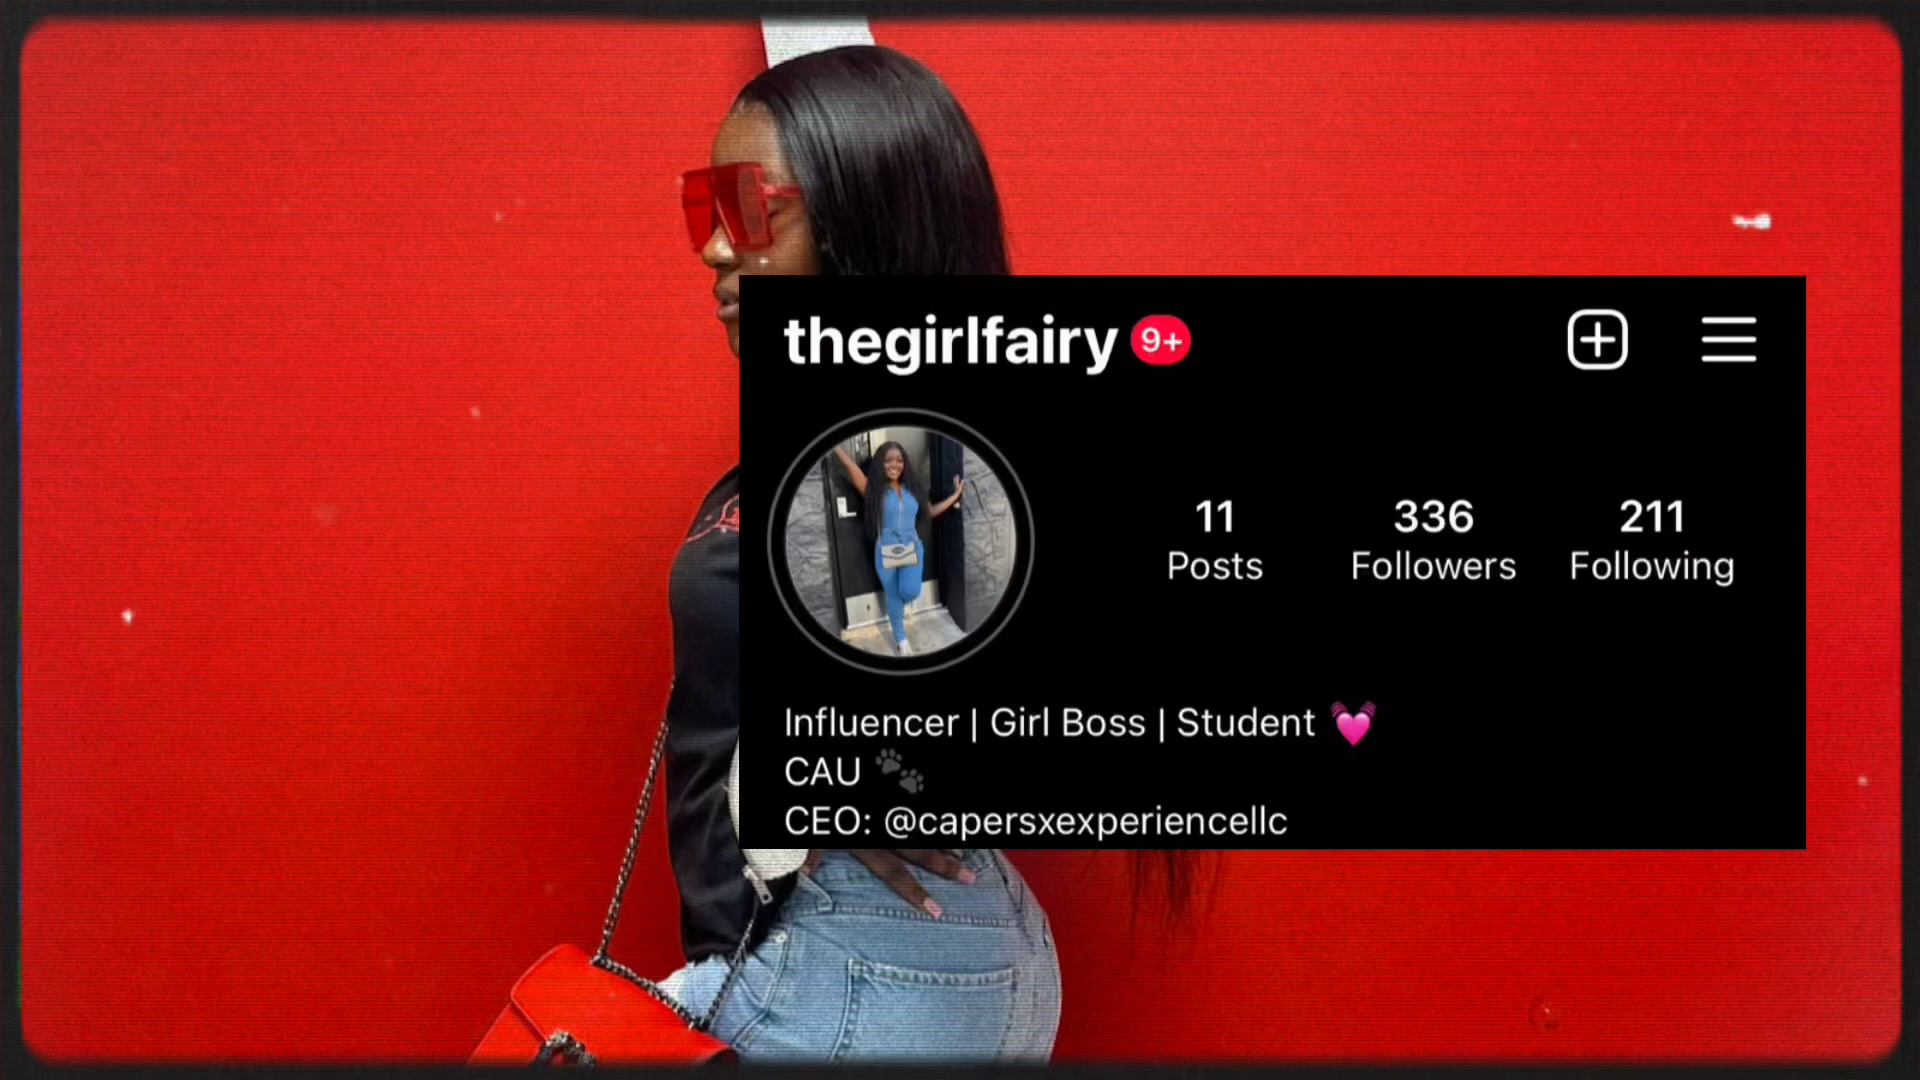 thegirlfairy 9+
11 336 211
Posts Followers Following
Influencer | Girl Boss | Student 💓
CAU 🐾
CEO: @capersxexperiencellc